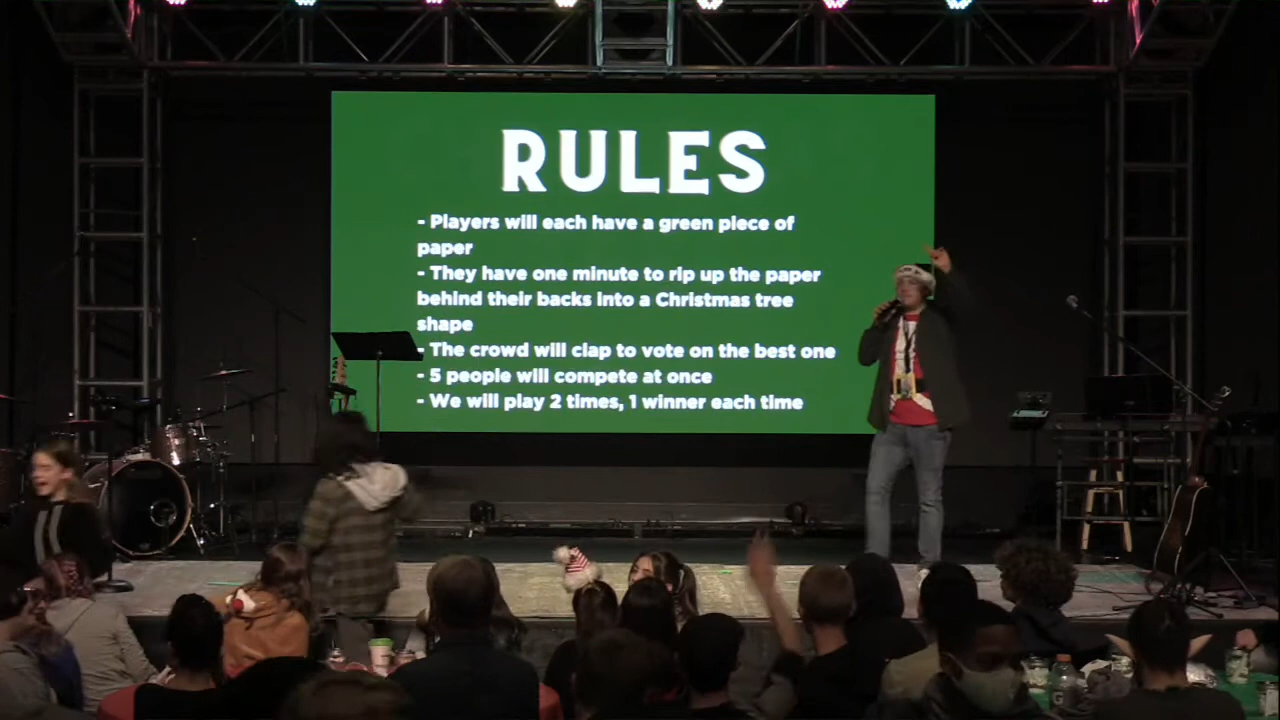 RULES
- Players will each have a green piece of
paper
- They have one minute to rip up the paper
behind their backs into a Christmas tree
shape
- The crowd will clap to vote on the best one
- 5 people will compete at once
- We will play 2 times, 1 winner each time